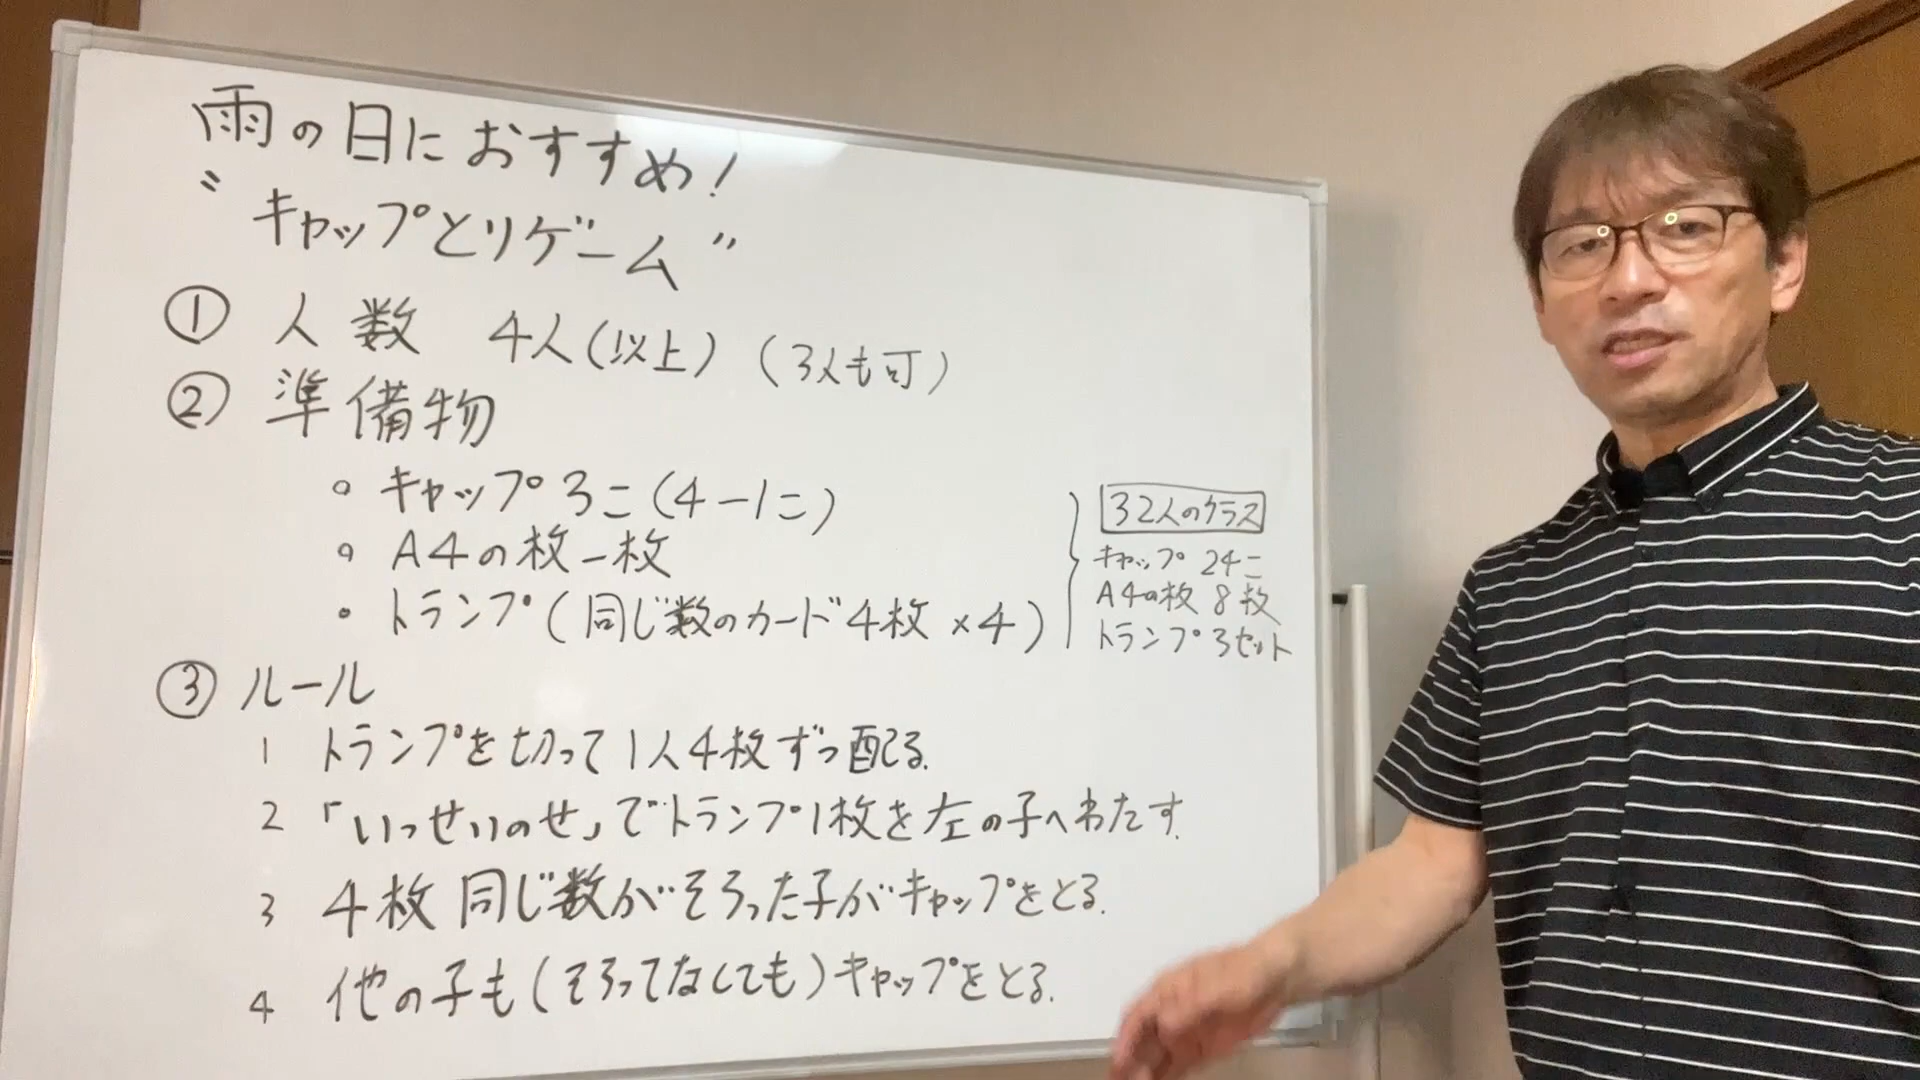 雨の日におすすめ!
"キャップとりゲーム"
① 人数 4人(以上) (3人も可)
② 準備物
○ キャップ3こ(4-1こ)
○ A4の枚一枚
○ トランプ(同じ数のカード4枚×4)
32人のクラス
キャップ 24こ
A4の枚 8枚
トランプ3セット
③ ルール
1 トランプを切って1人4枚ずつ配る.
2 「いっせいのせ」でトランプ1枚を左の子へわたす.
3 4枚同じ数がそろった子がキャップをとる.
4 他の子も(そろってなくても)キャップをとる.